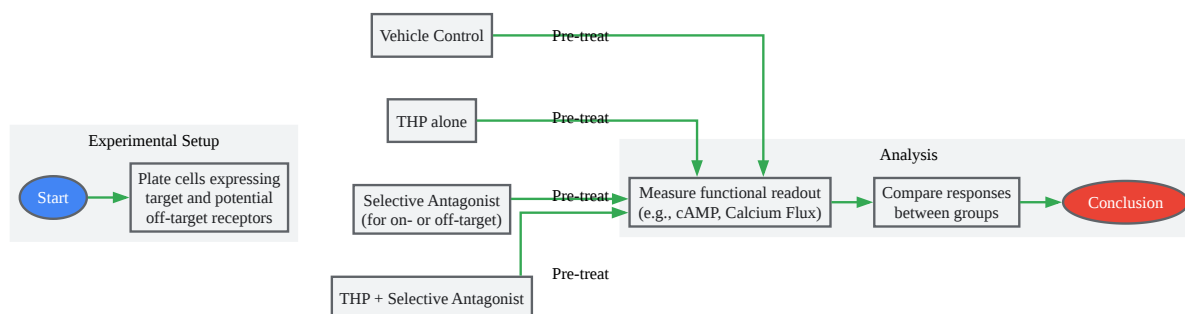 Experimental Setup
Start
Plate cells expressing
target and potential
off-target receptors
Vehicle Control
Pre-treat
THP alone
Pre-treat
Selective Antagonist
(for on- or off-target)
Pre-treat
THP + Selective Antagonist
Pre-treat
Analysis
Measure functional readout
(e.g., cAMP, Calcium Flux)
Compare responses
between groups
Conclusion